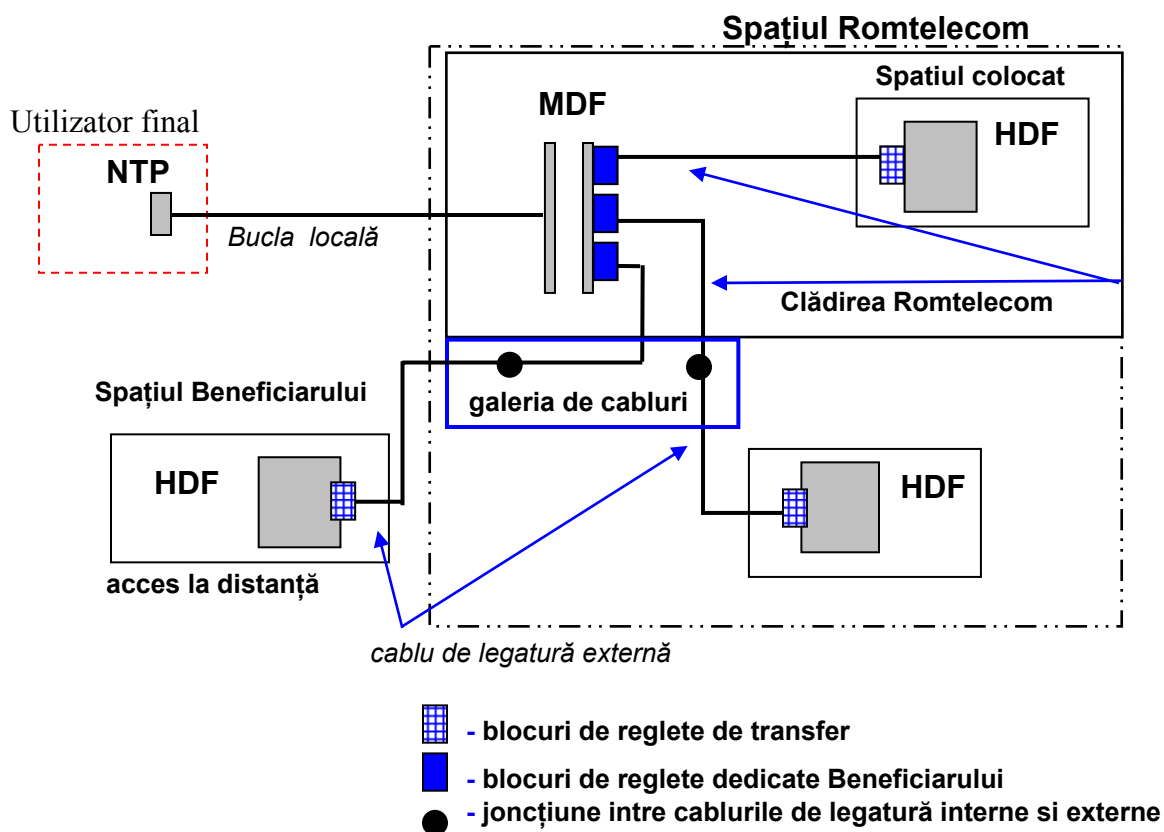 Spațiul Romtelecom
Spatiul colocat
MDF
HDF
Utilizator final
NTP
Bucla locală
Clădirea Romtelecom
Spațiul Beneficiarului
galeria de cabluri
HDF
HDF
acces la distanță
cablu de legatură externă
- blocuri de reglete de transfer
- blocuri de reglete dedicate Beneficiarului
- joncțiune intre cablurile de legatură interne si externe